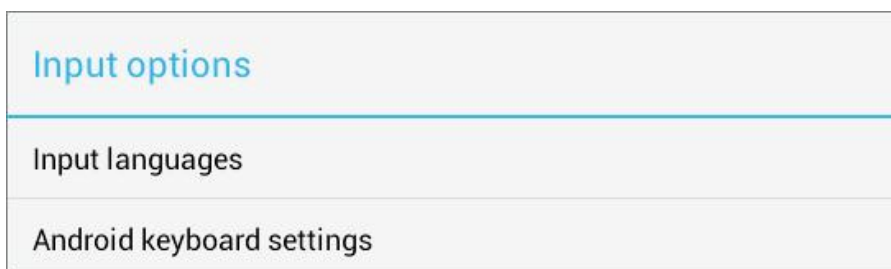 Input options
Input languages
Android keyboard settings